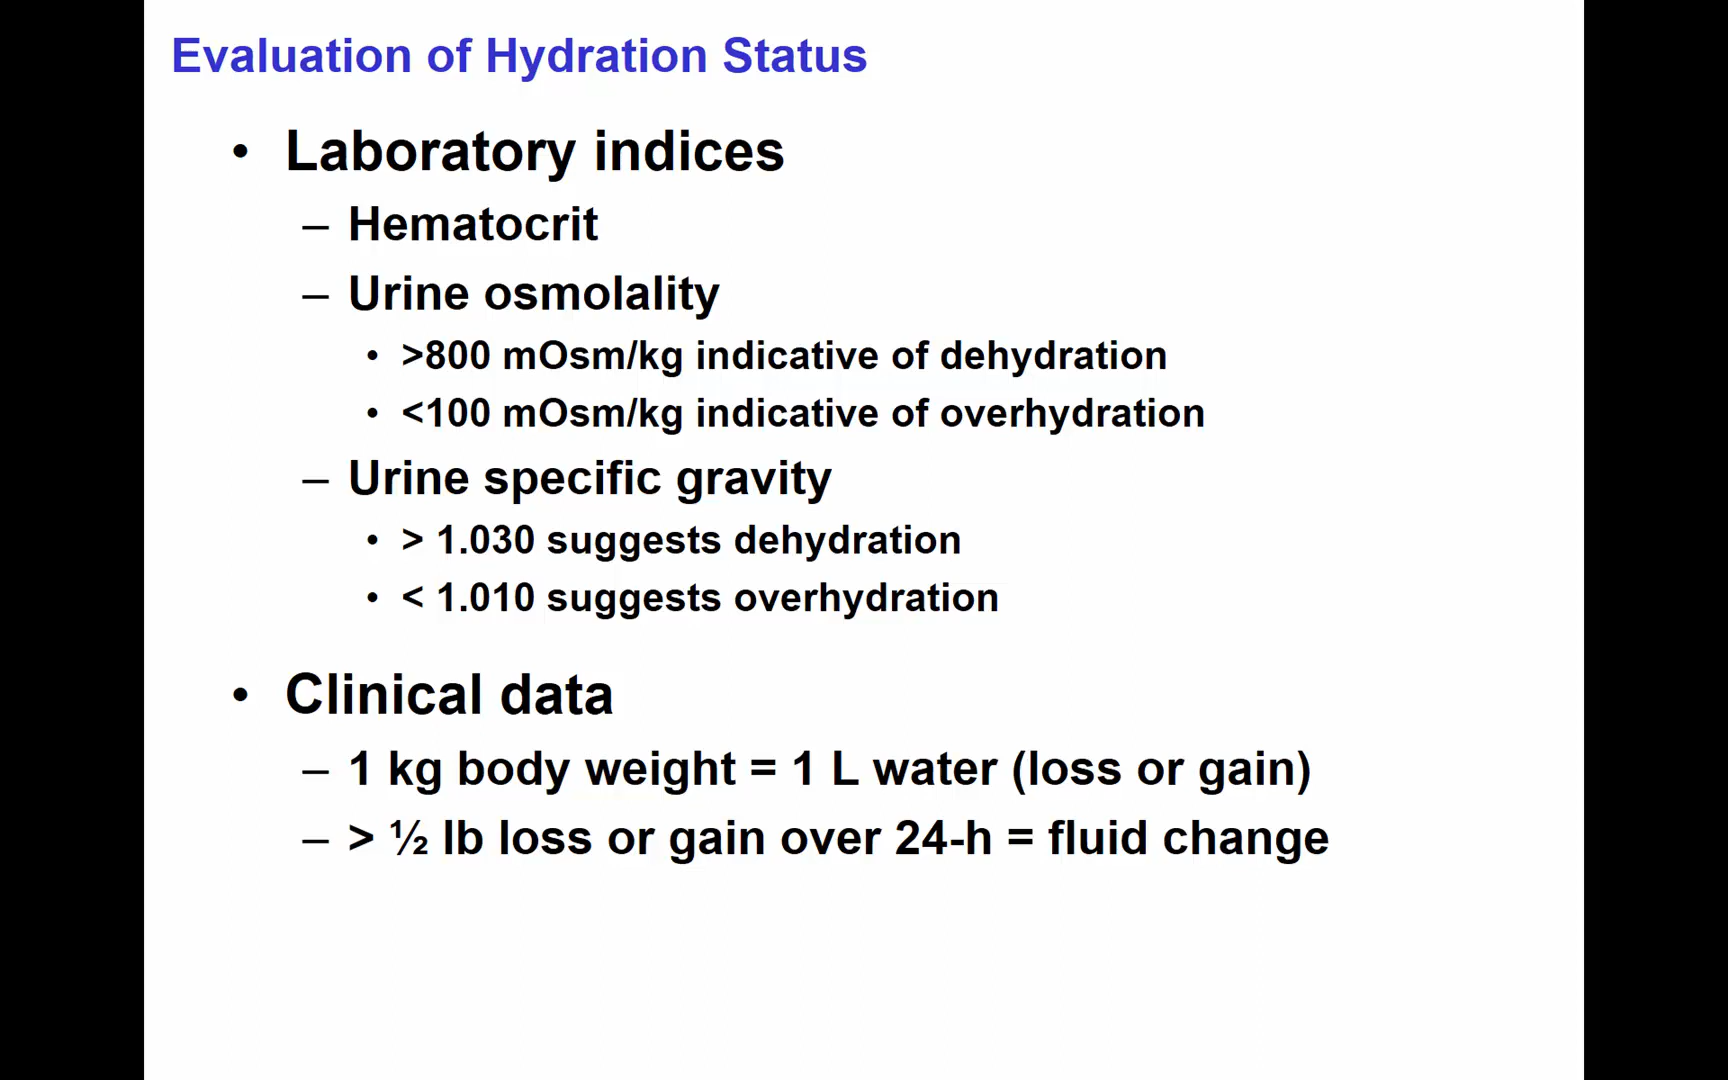 Evaluation of Hydration Status
• Laboratory indices
– Hematocrit
– Urine osmolality
• >800 mOsm/kg indicative of dehydration
• <100 mOsm/kg indicative of overhydration
– Urine specific gravity
• > 1.030 suggests dehydration
• < 1.010 suggests overhydration
• Clinical data
– 1 kg body weight = 1 L water (loss or gain)
– > ½ lb loss or gain over 24-h = fluid change